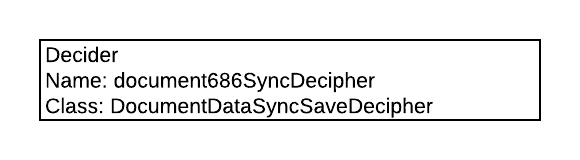 Decider
Name: document686SyncDecipher
Class: DocumentDataSyncSaveDecipher